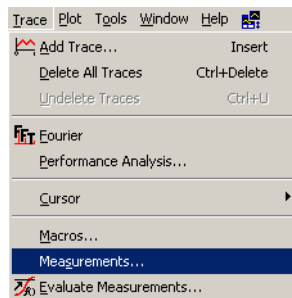 Trace Plot Tools Window Help
Add Trace... Insert
Delete All Traces Ctrl+Delete
Undelete Traces Ctrl+U
FFT Fourier
Performance Analysis...
Cursor
Macros...
Measurements...
f(x) Evaluate Measurements...